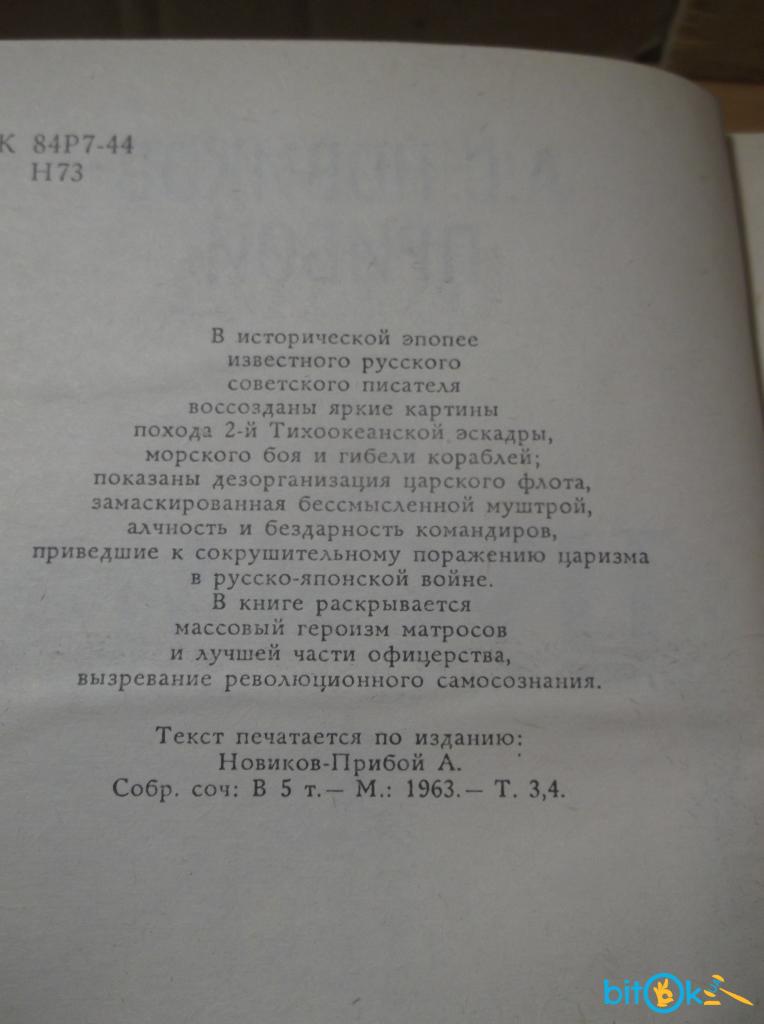 К 84Р7-44
Н73
В исторической эпопее
известного русского
советского писателя
воссозданы яркие картины
похода 2-й Тихоокеанской эскадры,
морского боя и гибели кораблей;
показаны дезорганизация царского флота,
замаскированная бессмысленной муштрой,
алчность и бездарность командиров,
приведшие к сокрушительному поражению царизма
в русско-японской войне.
В книге раскрывается
массовый героизм матросов
и лучшей части офицерства,
вызревание революционного самосознания.
Текст печатается по изданию:
Новиков-Прибой А.
Собр. соч: В 5 т.— М.: 1963.— Т. 3,4.
bitOk